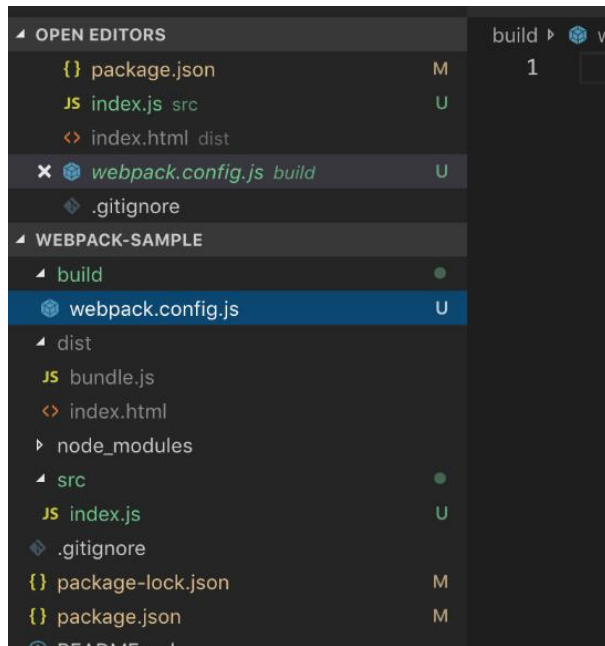 OPEN EDITORS
{} package.json M
JS index.js src U
<> index.html dist
webpack.config.js build U
.gitignore
WEBPACK-SAMPLE
build
webpack.config.js U
dist
JS bundle.js
<> index.html
node_modules
src
JS index.js U
.gitignore
{} package-lock.json M
{} package.json M
build
1